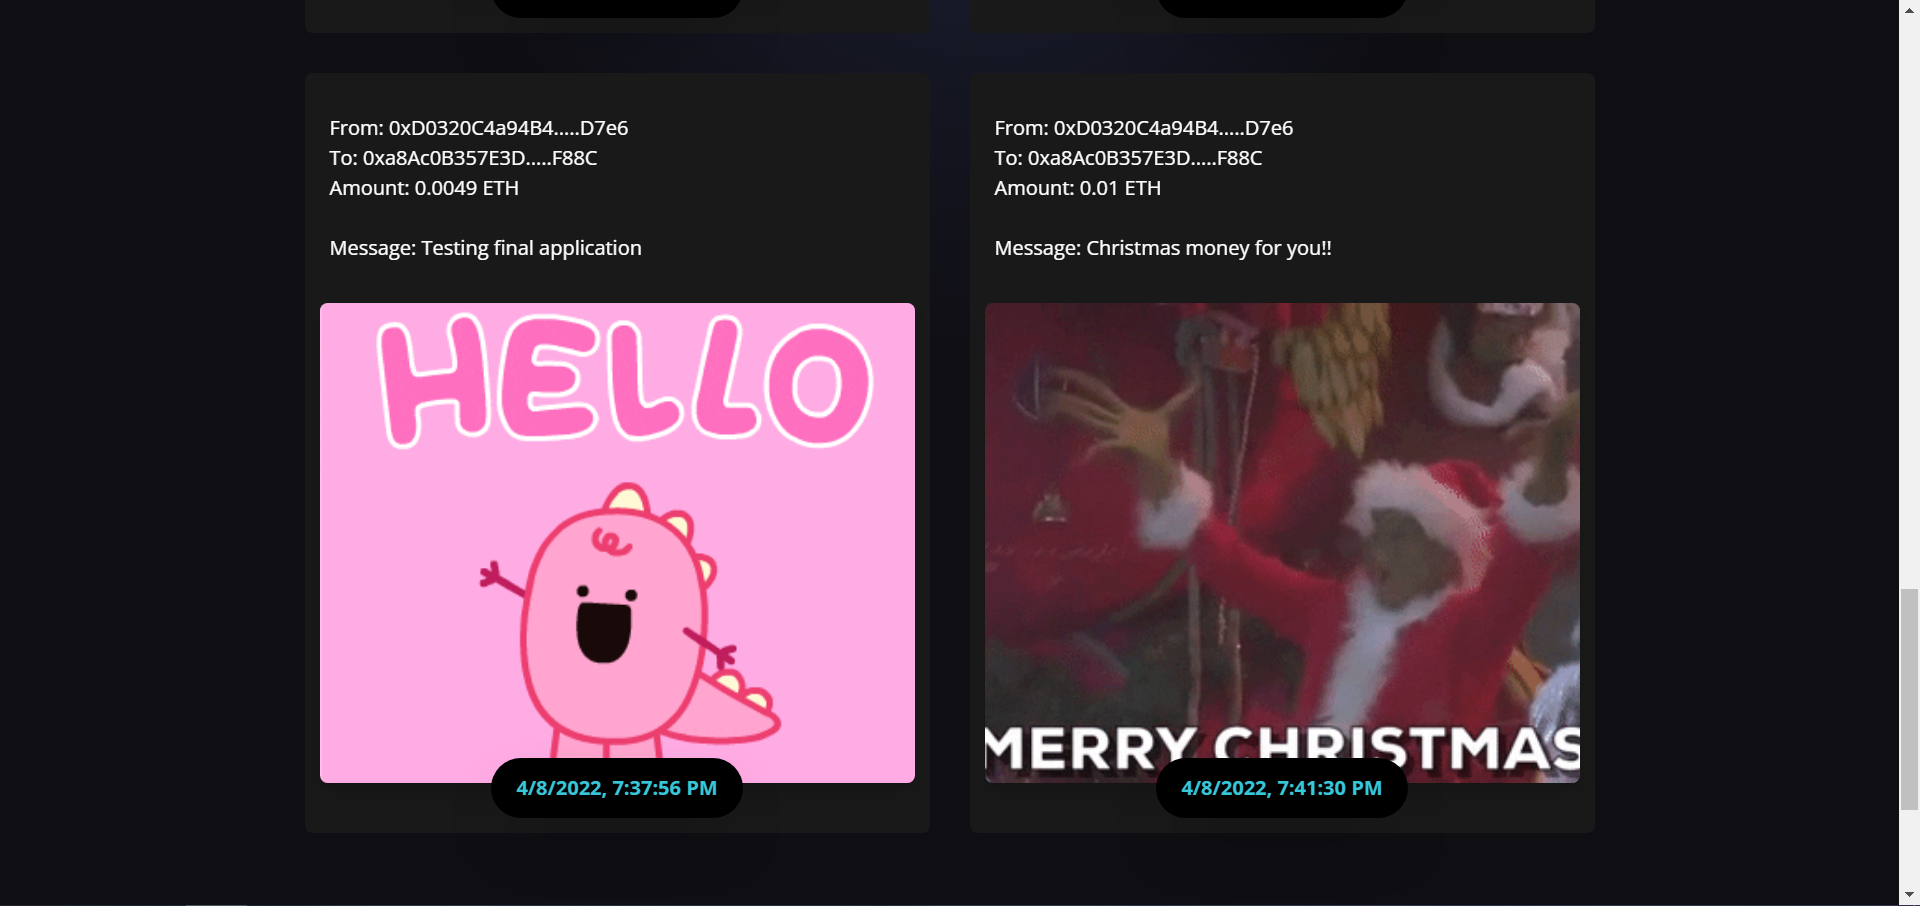 From: 0xD0320C4a94B4.....D7e6
To: 0xa8Ac0B357E3D.....F88C
Amount: 0.0049 ETH
Message: Testing final application
HELLO
4/8/2022, 7:37:56 PM
From: 0xD0320C4a94B4.....D7e6
To: 0xa8Ac0B357E3D.....F88C
Amount: 0.01 ETH
Message: Christmas money for you!!
MERRY CHRISTMAS
4/8/2022, 7:41:30 PM